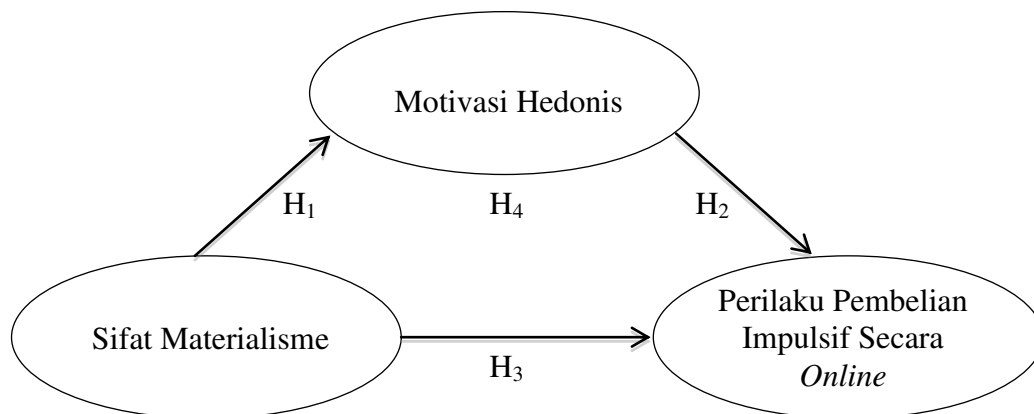 Motivasi Hedonis
H₁
H₄
H₂
Sifat Materialisme
Perilaku Pembelian
Impulsif Secara
Online
H₃